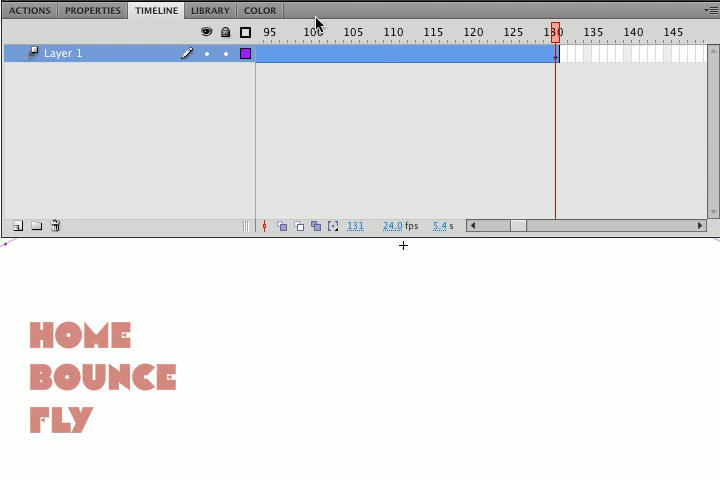 ACTIONS PROPERTIES TIMELINE LIBRARY COLOR
95 100 105 110 115 120 125 130 135 140 145
Layer 1
131 24.0 fps 5.4 s
HOME
BOUNCE
FLY